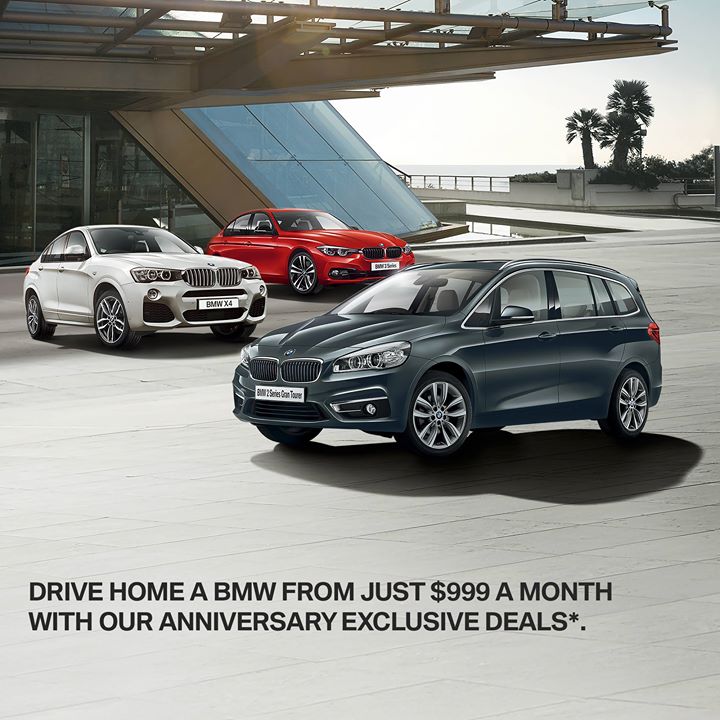 BMW 3 Series
BMW X4
BMW 2 Series Gran Tourer
DRIVE HOME A BMW FROM JUST $999 A MONTH
WITH OUR ANNIVERSARY EXCLUSIVE DEALS*.